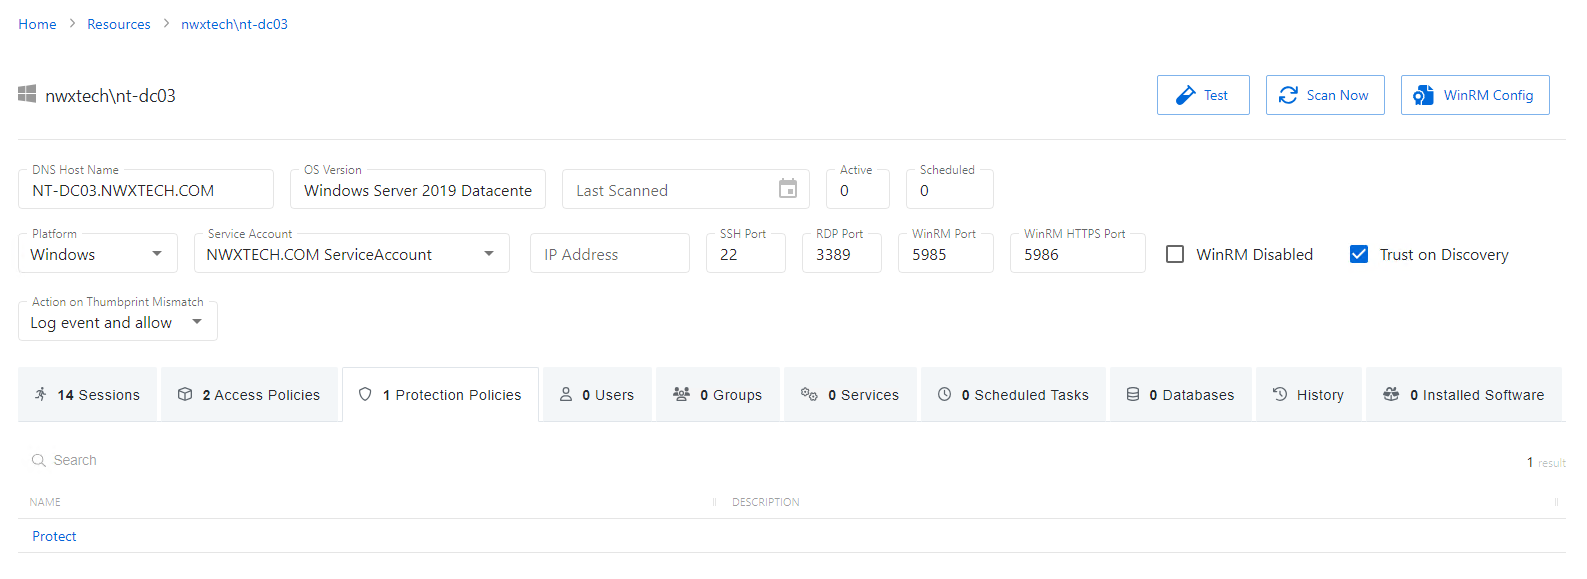 Home > Resources > nwxtech\nt-dc03
nwxtech\nt-dc03
Test
Scan Now
WinRM Config
DNS Host Name
NT-DC03.NWXTECH.COM
OS Version
Windows Server 2019 Datacente
Last Scanned
Active
0
Scheduled
0
Platform
Windows
Service Account
NWXTECH.COM ServiceAccount
IP Address
SSH Port
22
RDP Port
3389
WinRM Port
5985
WinRM HTTPS Port
5986
WinRM Disabled
Trust on Discovery
Action on Thumbprint Mismatch
Log event and allow
14 Sessions
2 Access Policies
1 Protection Policies
0 Users
0 Groups
0 Services
0 Scheduled Tasks
0 Databases
History
0 Installed Software
Search
1 result
NAME
DESCRIPTION
Protect